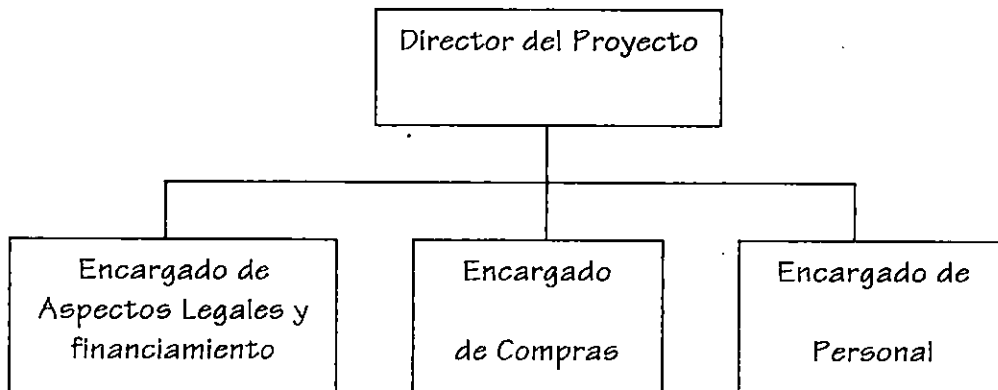 Director del Proyecto
Encargado de
Aspectos Legales y
financiamiento
Encargado
de Compras
Encargado de
Personal